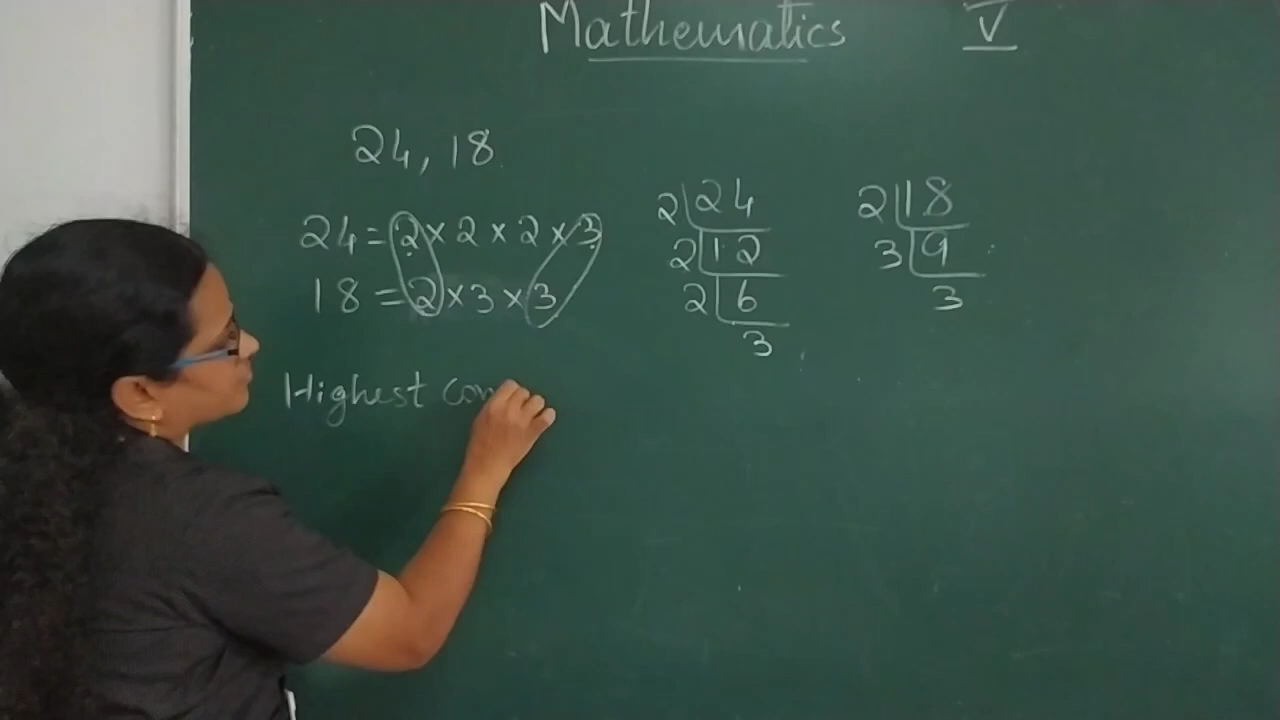 Mathematics V
24, 18
24 = 2 × 2 × 2 × 3
18 = 2 × 3 × 3
Highest
2 24
2 12
2 6
3
2 18
3 9
3